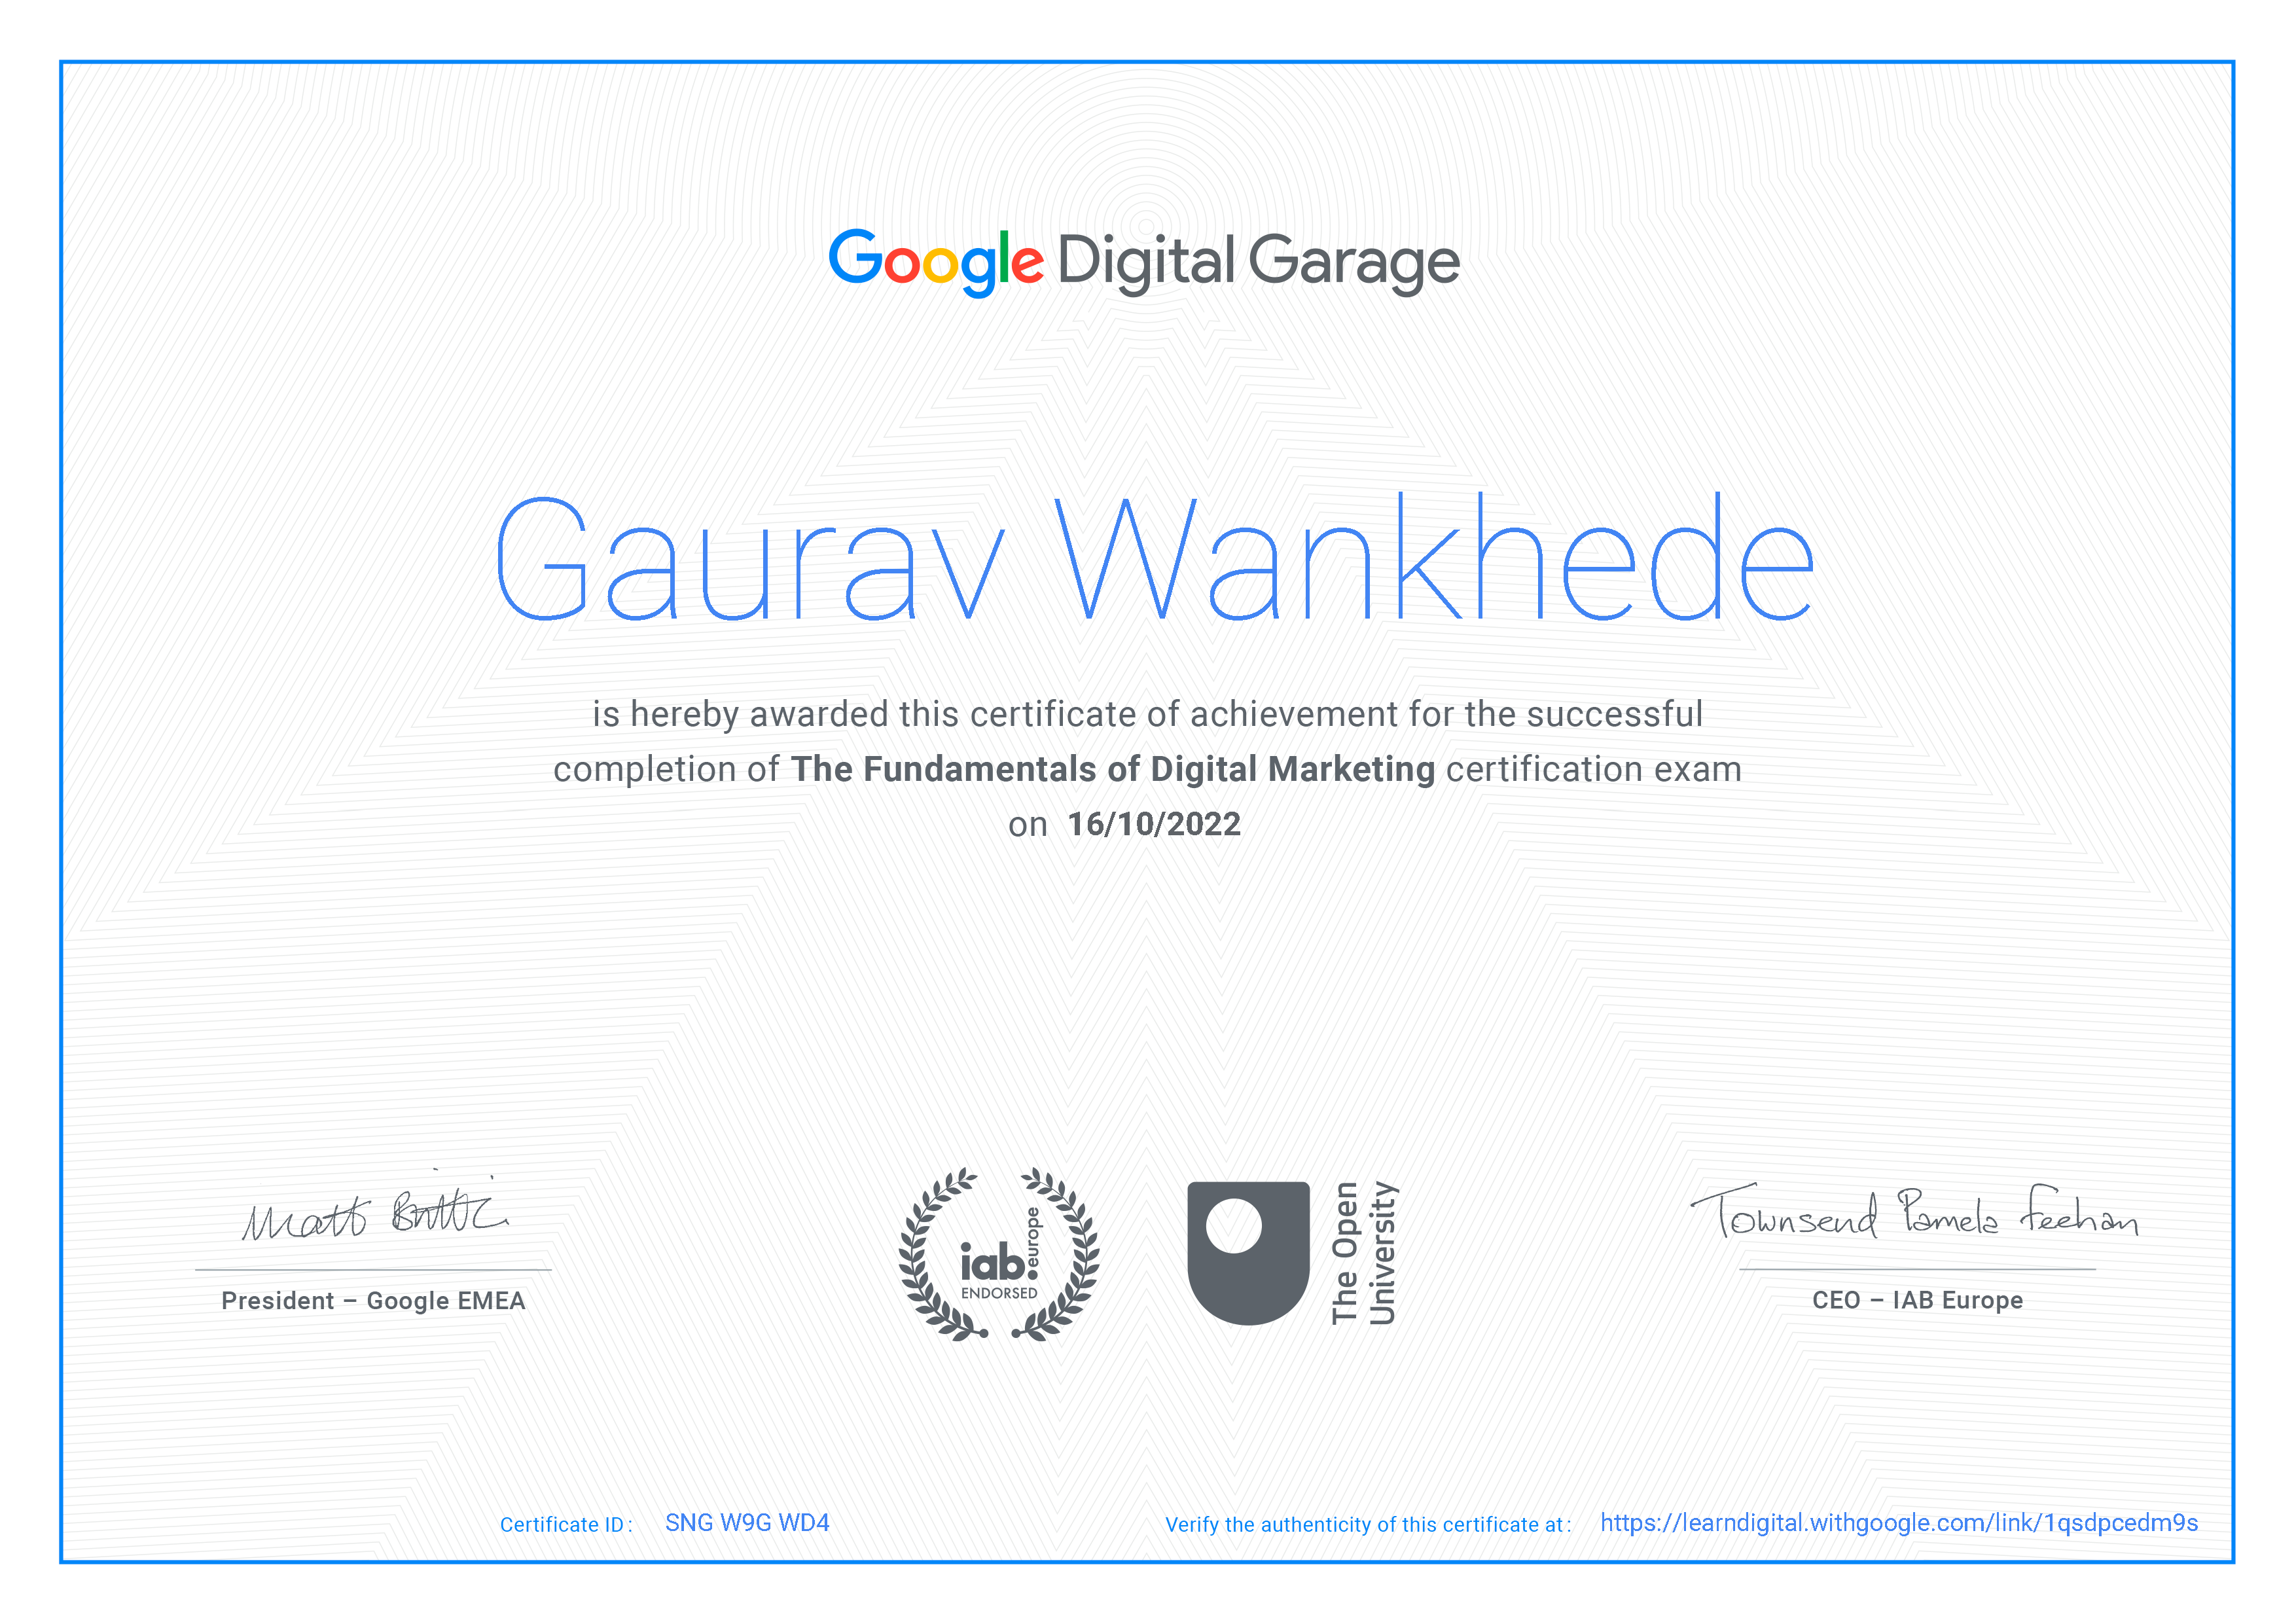 Google Digital Garage
Gaurav Wankhede
is hereby awarded this certificate of achievement for the successful
completion of The Fundamentals of Digital Marketing certification exam
on 16/10/2022
Matt Brittin
President – Google EMEA
iab.europe
ENDORSED
The Open
University
Townsend Pamela Feehan
CEO – IAB Europe
Certificate ID : SNG W9G WD4
Verify the authenticity of this certificate at : https://learndigital.withgoogle.com/link/1qsdpcedm9s